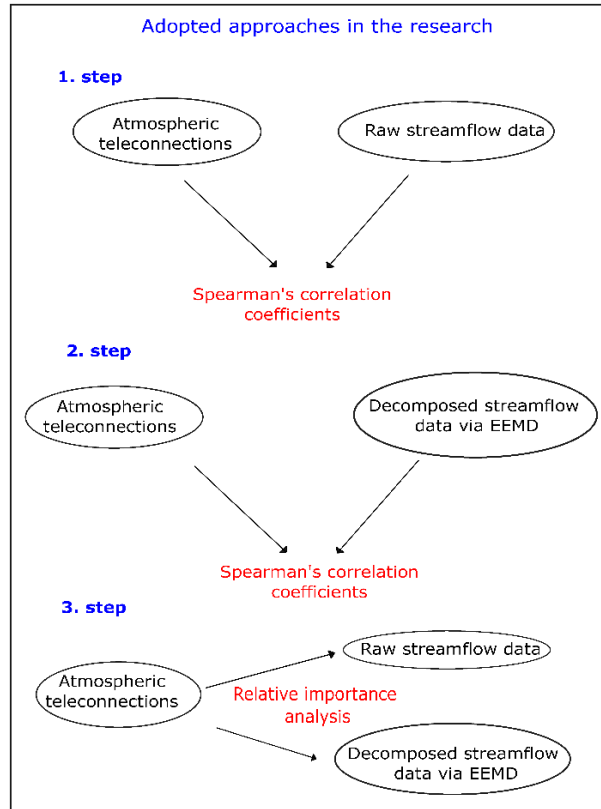 Adopted approaches in the research
1. step
Atmospheric
teleconnections
Raw streamflow data
Spearman's correlation
coefficients
2. step
Atmospheric
teleconnections
Decomposed streamflow
data via EEMD
Spearman's correlation
coefficients
3. step
Atmospheric
teleconnections
Raw streamflow data
Relative importance
analysis
Decomposed streamflow
data via EEMD